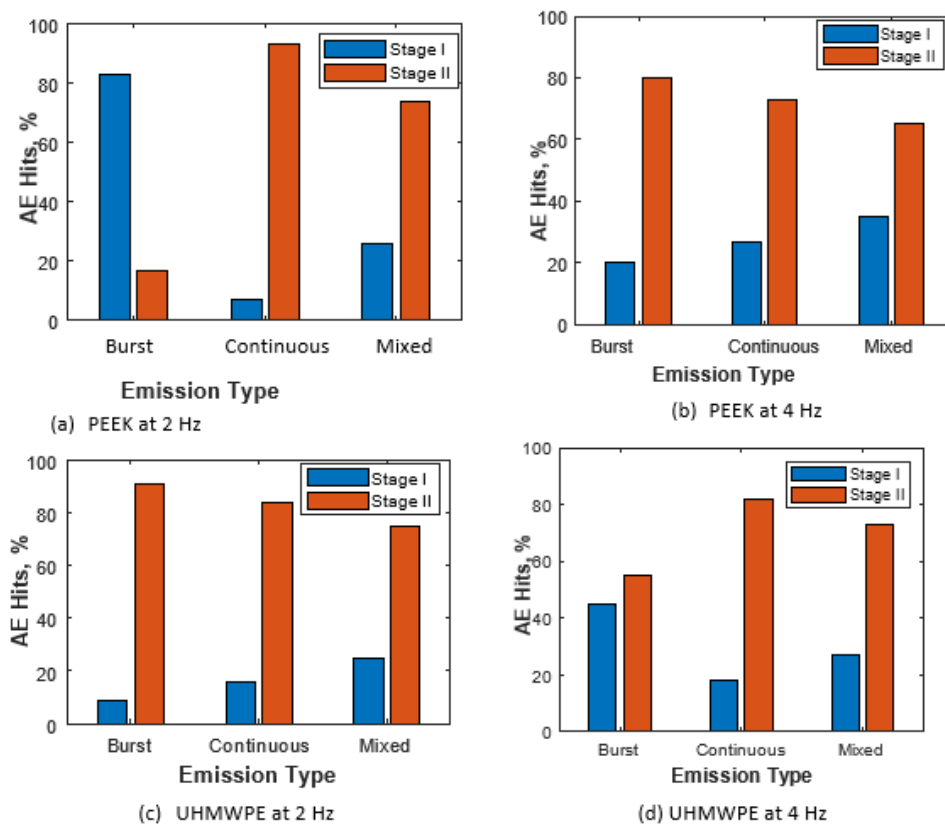 100
80
60
40
20
0
AE Hits, %
Stage I
Stage II
Burst Continuous Mixed
Emission Type
(a) PEEK at 2 Hz
100
80
60
40
20
0
AE Hits, %
Stage I
Stage II
Burst Continuous Mixed
Emission Type
(b) PEEK at 4 Hz
100
80
60
40
20
0
AE Hits, %
Stage I
Stage II
Burst Continuous Mixed
Emission Type
(c) UHMWPE at 2 Hz
100
80
60
40
20
0
AE Hits, %
Stage I
Stage II
Burst Continuous Mixed
Emission Type
(d) UHMWPE at 4 Hz